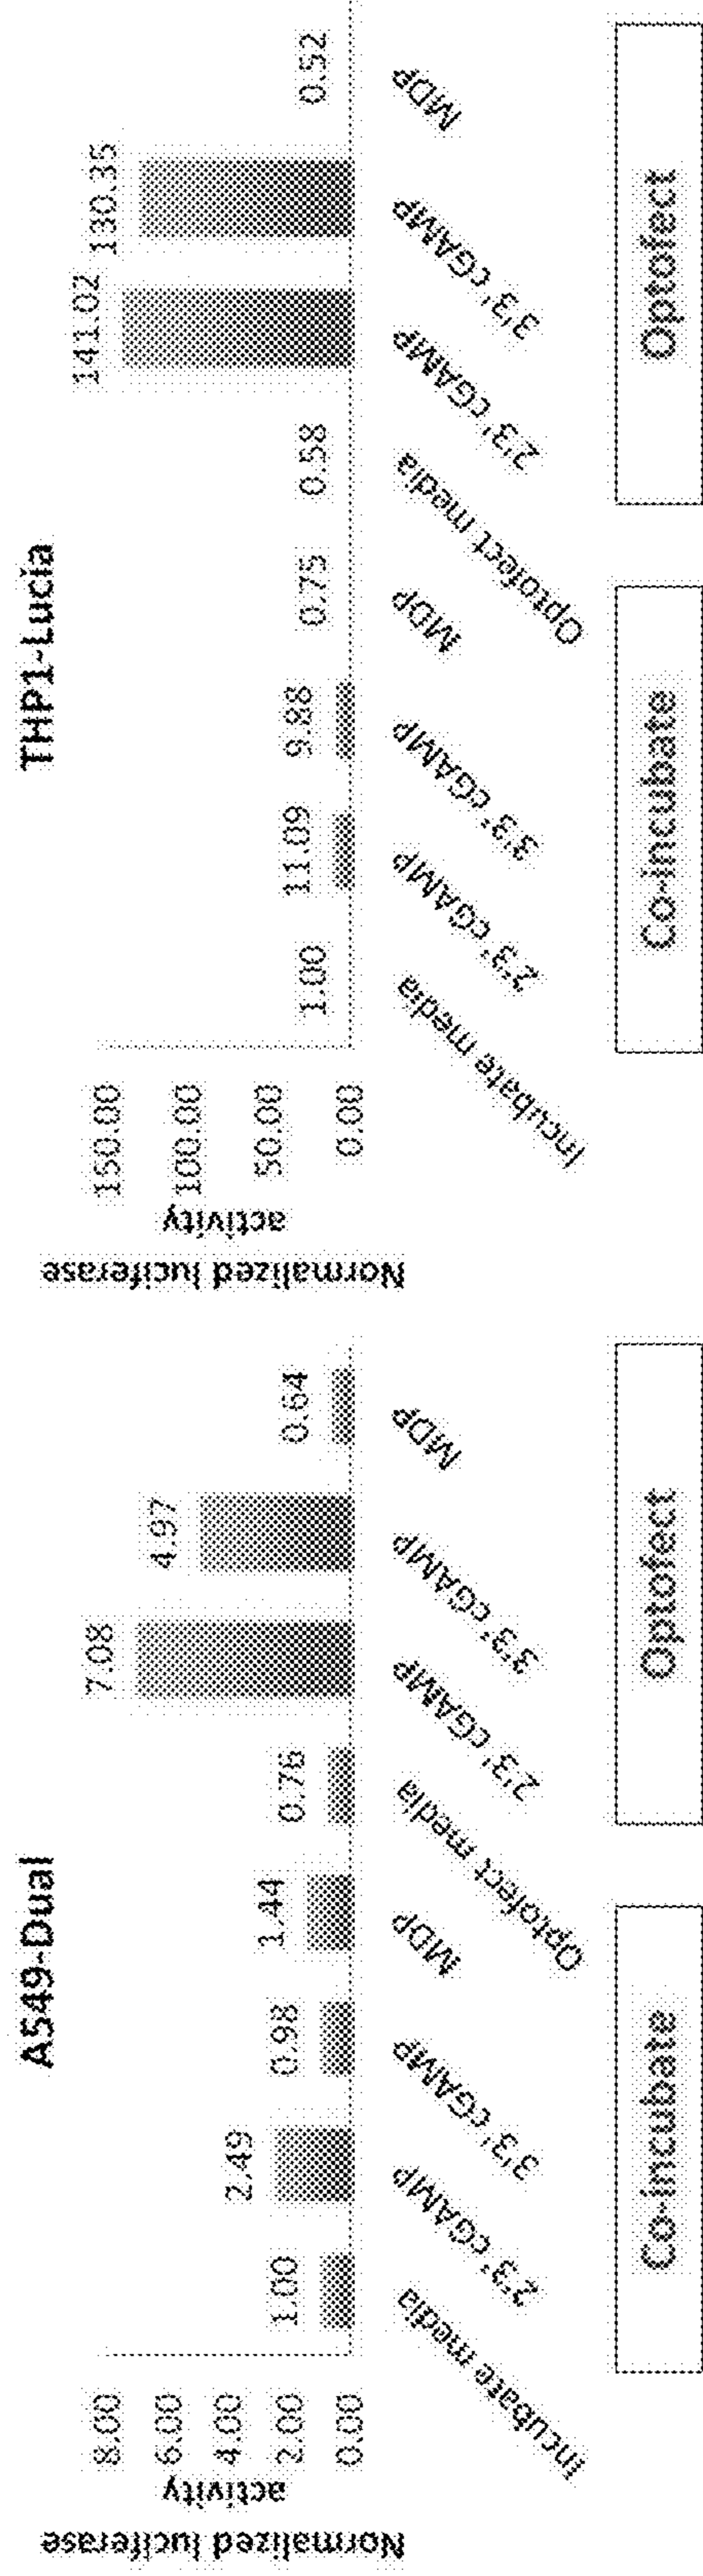 A549-Dual
Normalized luciferase
activity
8.00
6.00
4.00
2.00
0.00
1.00
2.49
0.98
1.44
0.76
7.08
4.97
0.64
Incubate media
2'3' cGAMP
3'3' cGAMP
MDP
Optofect media
2'3' cGAMP
3'3' cGAMP
MDP
Co-incubate
Optofect
THP1-Lucia
Normalized luciferase
activity
150.00
100.00
50.00
0.00
1.00
11.09
9.88
0.75
0.58
141.02
130.35
0.52
Incubate media
2'3' cGAMP
3'3' cGAMP
MDP
Optofect media
2'3' cGAMP
3'3' cGAMP
MDP
Co-incubate
Optofect